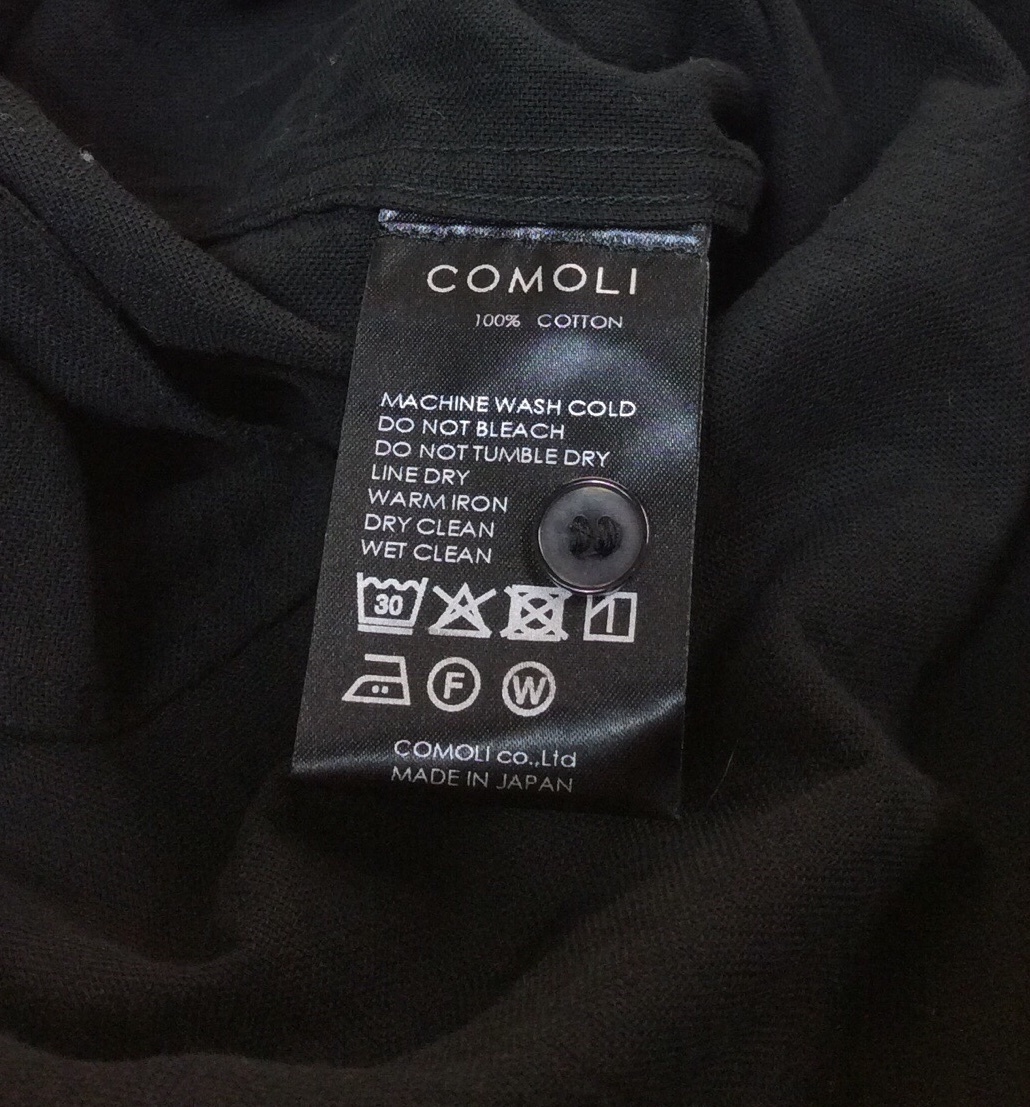 COMOLI
100% COTTON
MACHINE WASH COLD
DO NOT BLEACH
DO NOT TUMBLE DRY
LINE DRY
WARM IRON
DRY CLEAN
WET CLEAN
30
F W
COMOLI co.,Ltd
MADE IN JAPAN